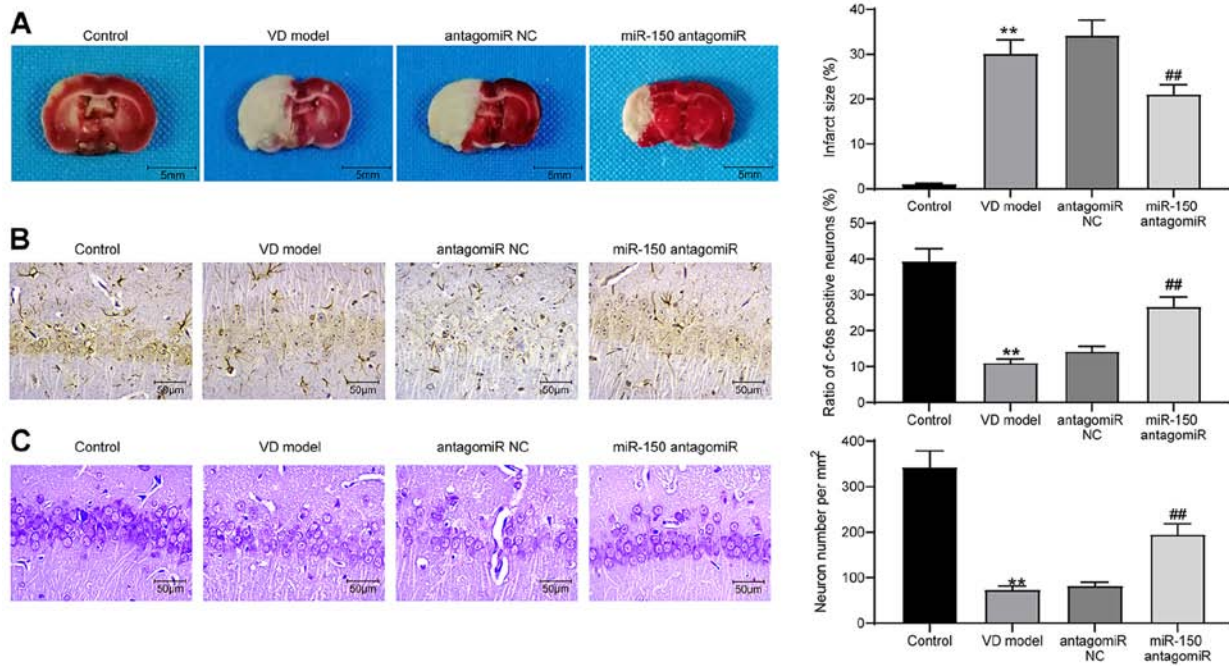 A
Control
VD model
antagomiR NC
miR-150 antagomiR
5mm
5mm
5mm
5mm
Infarct size (%)
40
30
20
10
0
**
##
Control
VD model
antagomiR
NC
miR-150
antagomiR
B
Control
VD model
antagomiR NC
miR-150 antagomiR
50μm
50μm
50μm
50μm
Ratio of c-fos positive neurons (%)
50
40
30
20
10
0
**
##
Control
VD model
antagomiR
NC
miR-150
antagomiR
C
Control
VD model
antagomiR NC
miR-150 antagomiR
50μm
50μm
50μm
50μm
Neuron number per mm²
400
300
200
100
0
**
##
Control
VD model
antagomiR
NC
miR-150
antagomiR